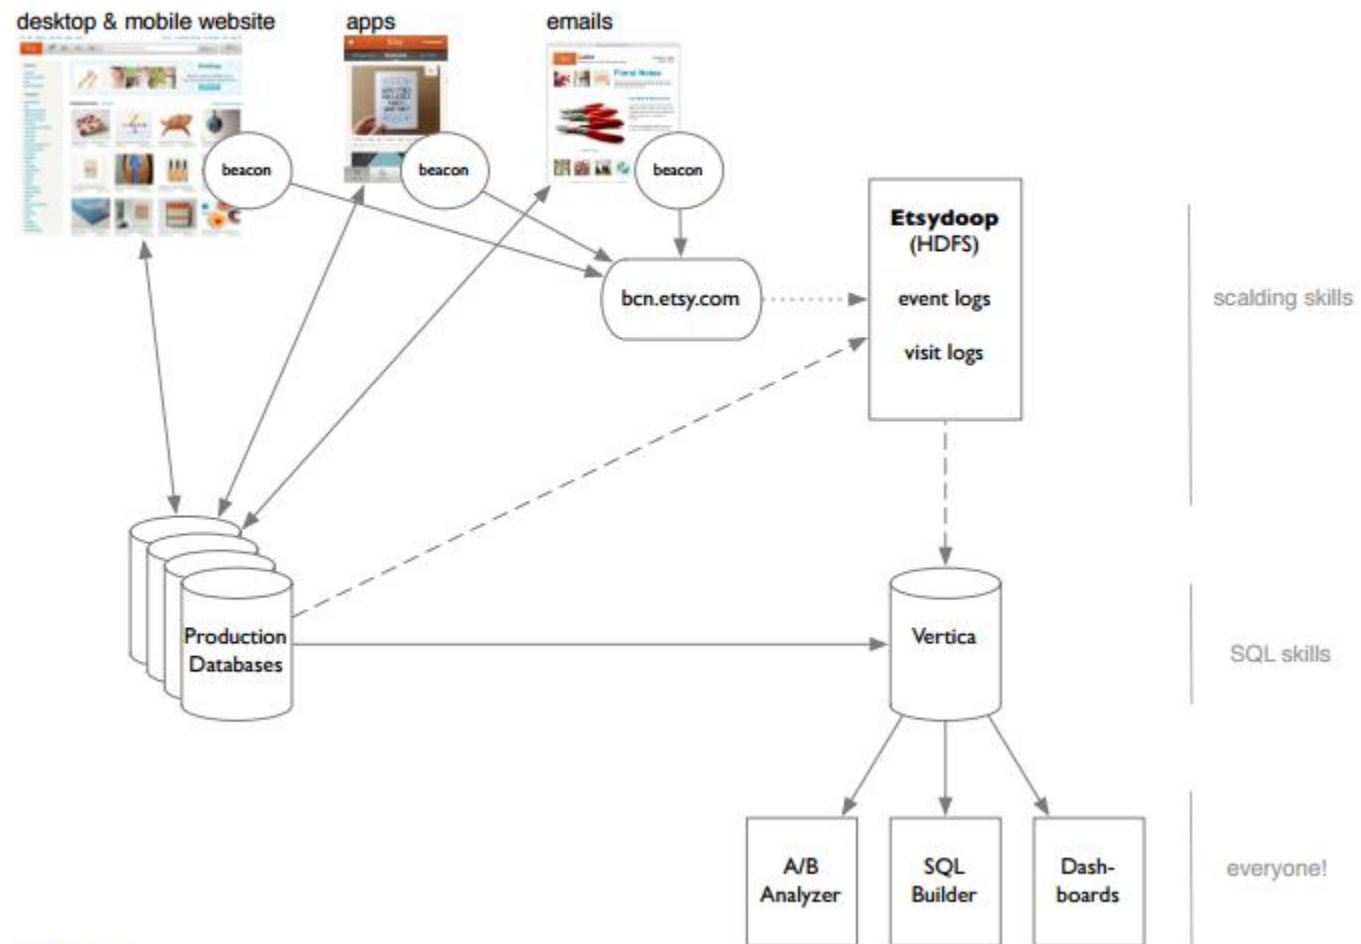 desktop & mobile website
apps
emails
beacon
beacon
beacon
Etsydoop
(HDFS)
event logs
visit logs
bcn.etsy.com
scalding skills
Production
Databases
Vertica
SQL skills
A/B
Analyzer
SQL
Builder
Dash-
boards
everyone!